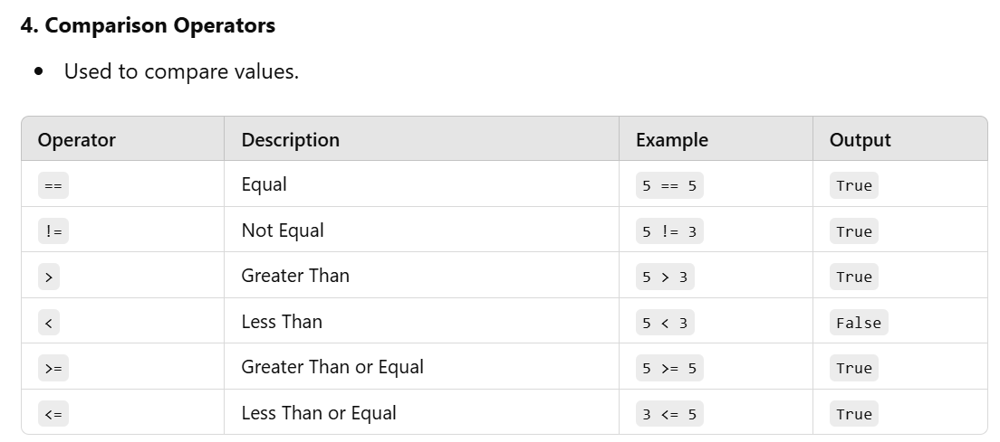 4. Comparison Operators
• Used to compare values.
Operator Description Example Output
== Equal 5 == 5 True
!= Not Equal 5 != 3 True
> Greater Than 5 > 3 True
< Less Than 5 < 3 False
>= Greater Than or Equal 5 >= 5 True
<= Less Than or Equal 3 <= 5 True